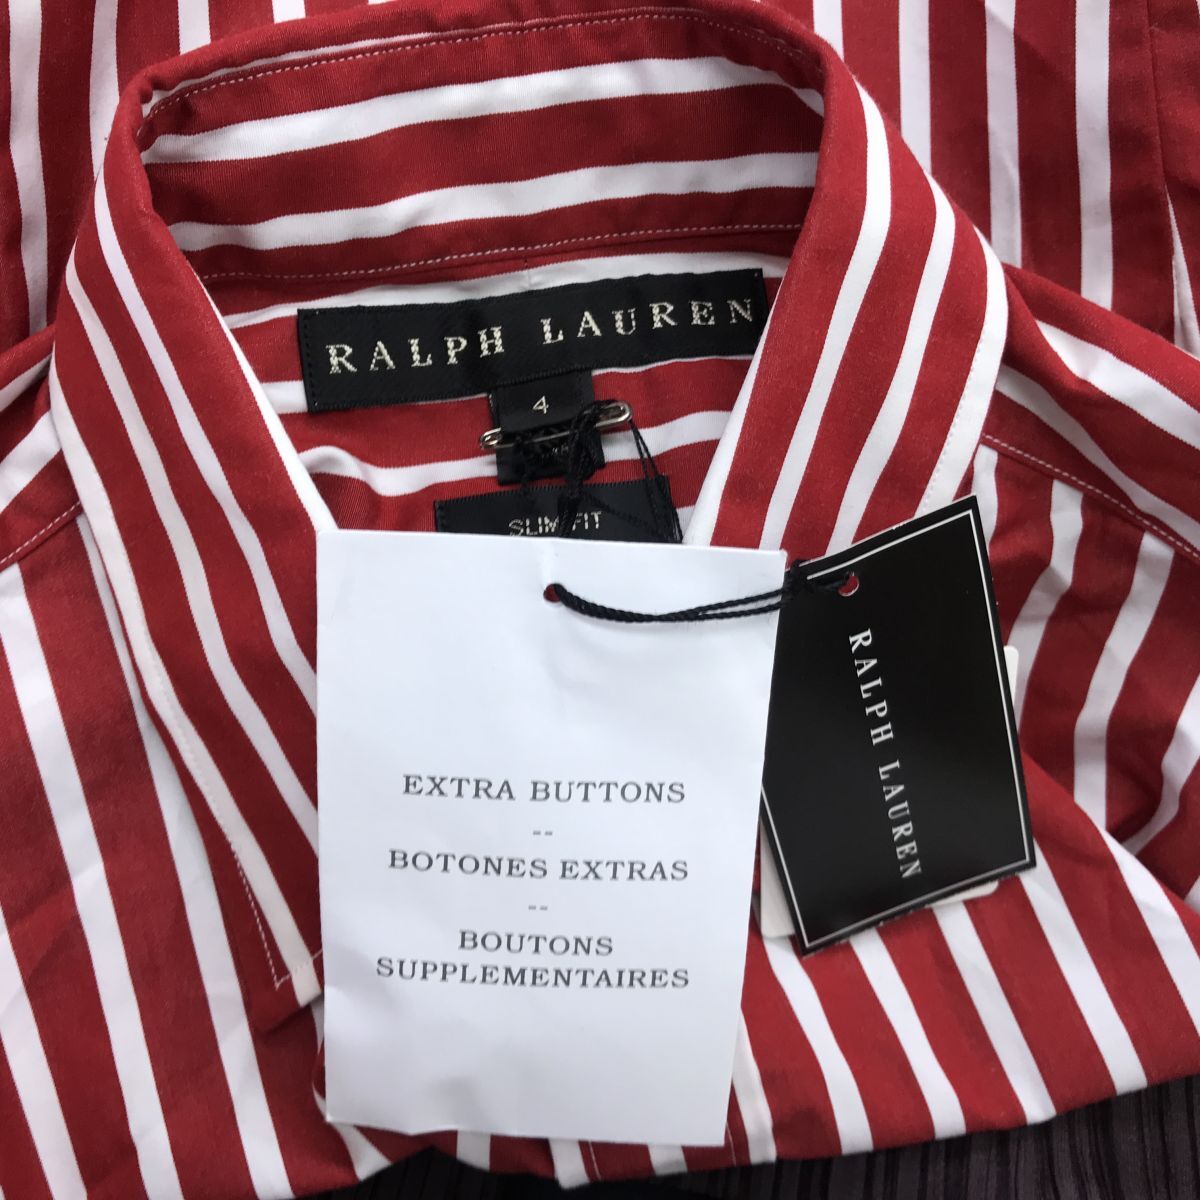 RALPH LAUREN
4
SLIM FIT
EXTRA BUTTONS
--
BOTONES EXTRAS
--
BOUTONS
SUPPLEMENTAIRES
RALPH LAUREN